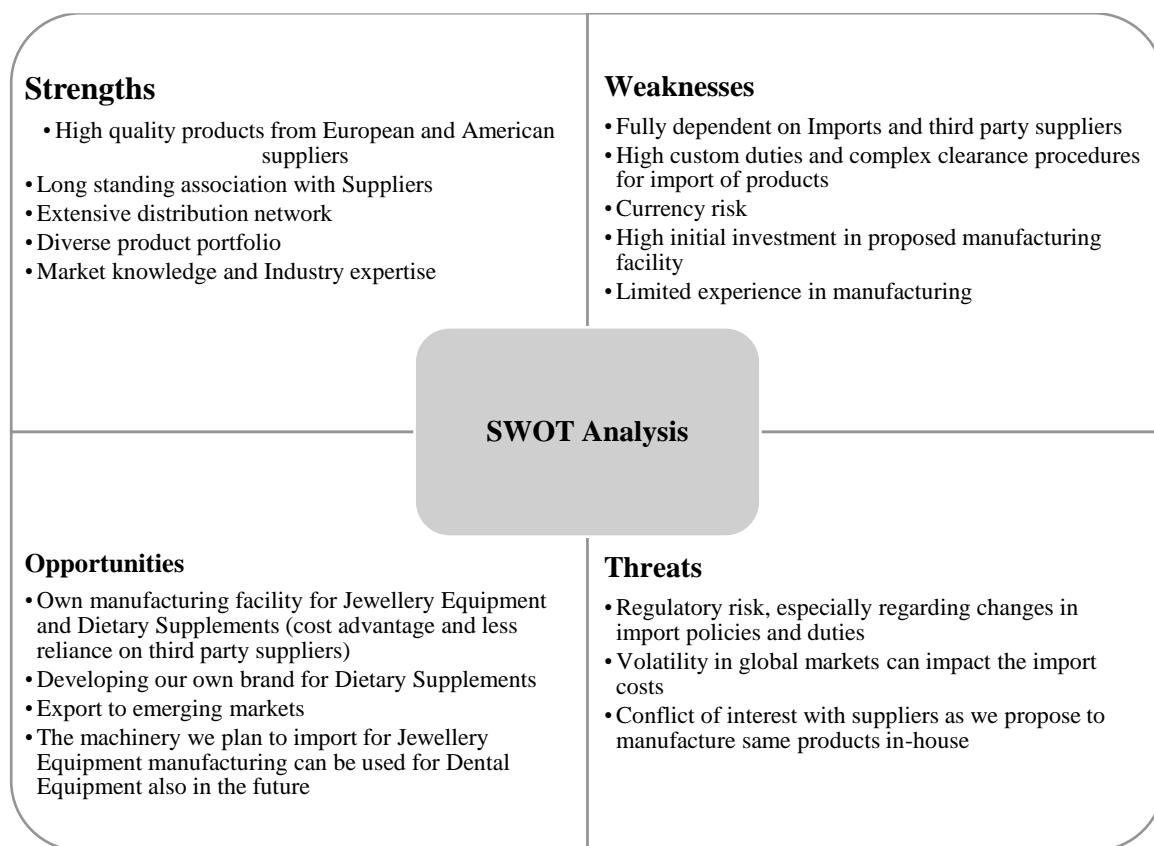 Strengths
• High quality products from European and American
suppliers
• Long standing association with Suppliers
• Extensive distribution network
• Diverse product portfolio
• Market knowledge and Industry expertise
Weaknesses
• Fully dependent on Imports and third party suppliers
• High custom duties and complex clearance procedures
for import of products
• Currency risk
• High initial investment in proposed manufacturing
facility
• Limited experience in manufacturing
SWOT Analysis
Opportunities
• Own manufacturing facility for Jewellery Equipment
and Dietary Supplements (cost advantage and less
reliance on third party suppliers)
• Developing our own brand for Dietary Supplements
• Export to emerging markets
• The machinery we plan to import for Jewellery
Equipment manufacturing can be used for Dental
Equipment also in the future
Threats
• Regulatory risk, especially regarding changes in
import policies and duties
• Volatility in global markets can impact the import
costs
• Conflict of interest with suppliers as we propose to
manufacture same products in-house